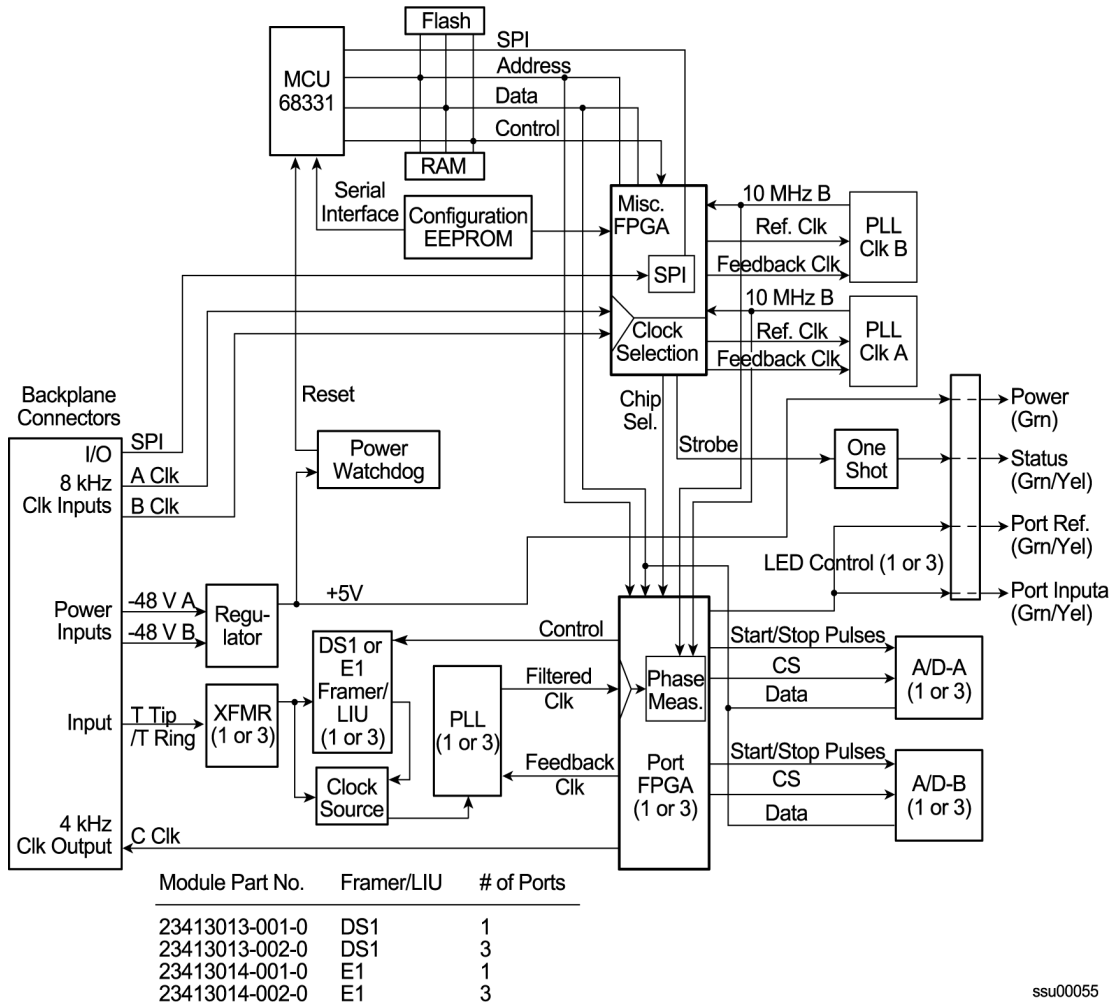 Flash
SPI
MCU
68331
Address
Data
Control
RAM
Serial
Interface
Configuration
EEPROM
Misc.
FPGA
SPI
Clock
Selection
10 MHz B
Ref. Clk
Feedback Clk
PLL
Clk B
10 MHz B
Ref. Clk
Feedback Clk
PLL
Clk A
Backplane
Connectors
Reset
Chip
Sel.
Strobe
One
Shot
Power
(Grn)
Status
(Grn/Yel)
Port Ref.
(Grn/Yel)
Port Inputa
(Grn/Yel)
LED Control (1 or 3)
I/O
SPI
8 kHz
Clk Inputs
A Clk
B Clk
Power
Watchdog
Power
Inputs
-48 V A
-48 V B
Regu-
lator
+5V
Input
T Tip
/T Ring
XFMR
(1 or 3)
DS1 or
E1
Framer/
LIU
(1 or 3)
Clock
Source
PLL
(1 or 3)
Control
Filtered
Clk
Feedback
Clk
Phase
Meas.
Port
FPGA
(1 or 3)
Start/Stop Pulses
CS
Data
A/D-A
(1 or 3)
Start/Stop Pulses
CS
Data
A/D-B
(1 or 3)
4 kHz
Clk Output
C Clk
Module Part No. Framer/LIU # of Ports
23413013-001-0 DS1 1
23413013-002-0 DS1 3
23413014-001-0 E1 1
23413014-002-0 E1 3
ssu00055